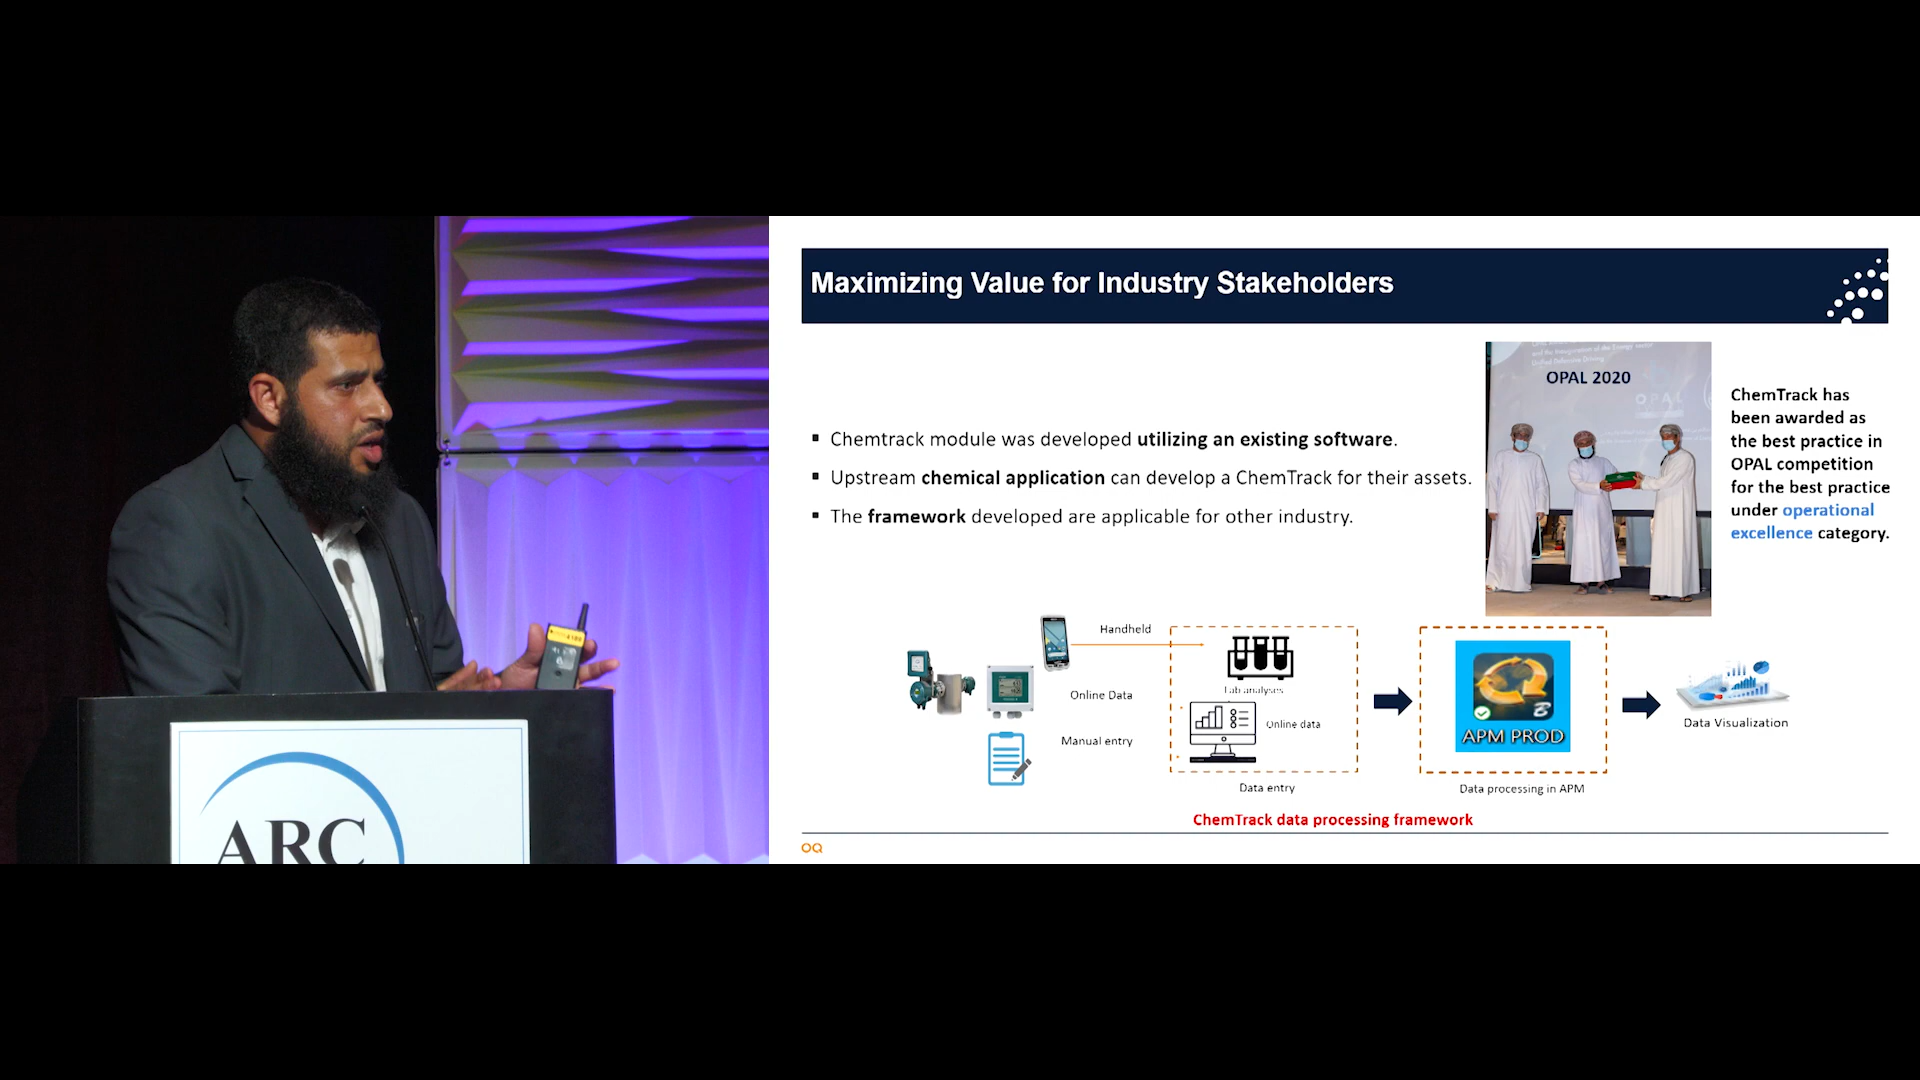 Maximizing Value for Industry Stakeholders
OPAL 2020
OPAL
▪ Chemtrack module was developed utilizing an existing software.
▪ Upstream chemical application can develop a ChemTrack for their assets.
▪ The framework developed are applicable for other industry.
ChemTrack has
been awarded as
the best practice in
OPAL competition
for the best practice
under operational
excellence category.
Handheld
Online Data
Manual entry
Lab analyses
Online data
Data entry
APM PROD
Data processing in APM
Data Visualization
ChemTrack data processing framework
OQ
ARC